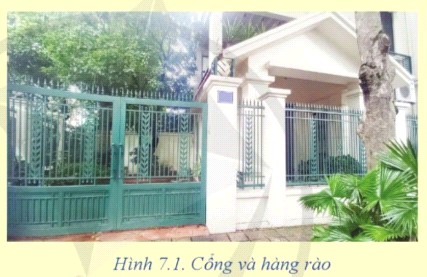 Hình 7.1. Cổng và hàng rào